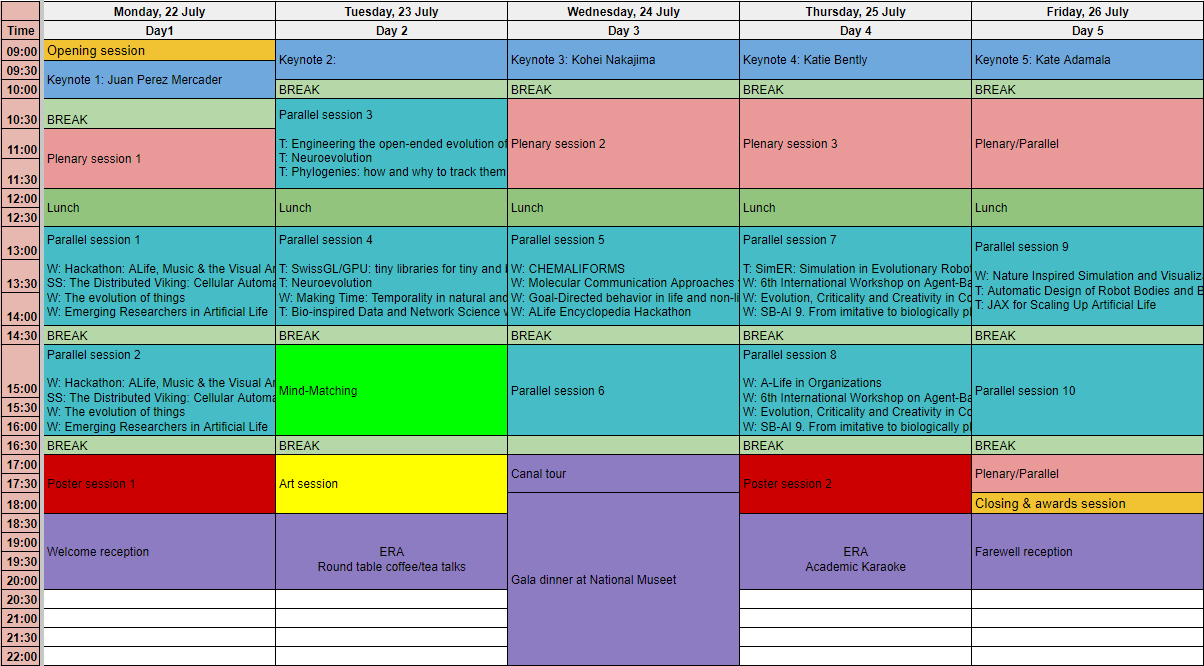 Monday, 22 July
Tuesday, 23 July
Wednesday, 24 July
Thursday, 25 July
Friday, 26 July
Time
Day1
Day 2
Day 3
Day 4
Day 5
09:00
Opening session
Keynote 2:
Keynote 3: Kohei Nakajima
Keynote 4: Katie Bently
Keynote 5: Kate Adamala
09:30
Keynote 1: Juan Perez Mercader
10:00
BREAK
BREAK
BREAK
BREAK
10:30
BREAK
Parallel session 3
T: Engineering the open-ended evolution of
T: Neuroevolution
T: Phylogenies: how and why to track them
Plenary session 2
Plenary session 3
Plenary/Parallel
11:00
Plenary session 1
11:30
12:00
Lunch
Lunch
Lunch
Lunch
Lunch
12:30
13:00
Parallel session 1
W: Hackathon: ALife, Music & the Visual Ar
SS: The Distributed Viking: Cellular Automa
W: The evolution of things
W: Emerging Researchers in Artificial Life
Parallel session 4
T: SwissGL/GPU: tiny libraries for tiny and
T: Neuroevolution
W: Making Time: Temporality in natural and
T: Bio-inspired Data and Network Science
Parallel session 5
W: CHEMALIFORMS
W: Molecular Communication Approaches
W: Goal-Directed behavior in life and non-li
W: ALife Encyclopedia Hackathon
Parallel session 7
T: SimER: Simulation in Evolutionary Robot
W: 6th International Workshop on Agent-Ba
W: Evolution, Criticality and Creativity in Co
W: SB-AI 9. From imitative to biologically pl
Parallel session 9
W: Nature Inspired Simulation and Visualiza
T: Automatic Design of Robot Bodies and B
T: JAX for Scaling Up Artificial Life
13:30
14:00
14:30
BREAK
BREAK
BREAK
BREAK
BREAK
15:00
Parallel session 2
W: Hackathon: ALife, Music & the Visual Ar
SS: The Distributed Viking: Cellular Automa
W: The evolution of things
W: Emerging Researchers in Artificial Life
Mind-Matching
Parallel session 6
Parallel session 8
W: A-Life in Organizations
W: 6th International Workshop on Agent-Ba
W: Evolution, Criticality and Creativity in Co
W: SB-AI 9. From imitative to biologically pl
Parallel session 10
15:30
16:00
16:30
BREAK
BREAK
BREAK
BREAK
17:00
Poster session 1
Art session
Canal tour
Poster session 2
Plenary/Parallel
17:30
18:00
Gala dinner at National Museet
Closing & awards session
18:30
Welcome reception
ERA
Round table coffee/tea talks
ERA
Academic Karaoke
Farewell reception
19:00
19:30
20:00
20:30
21:00
21:30
22:00